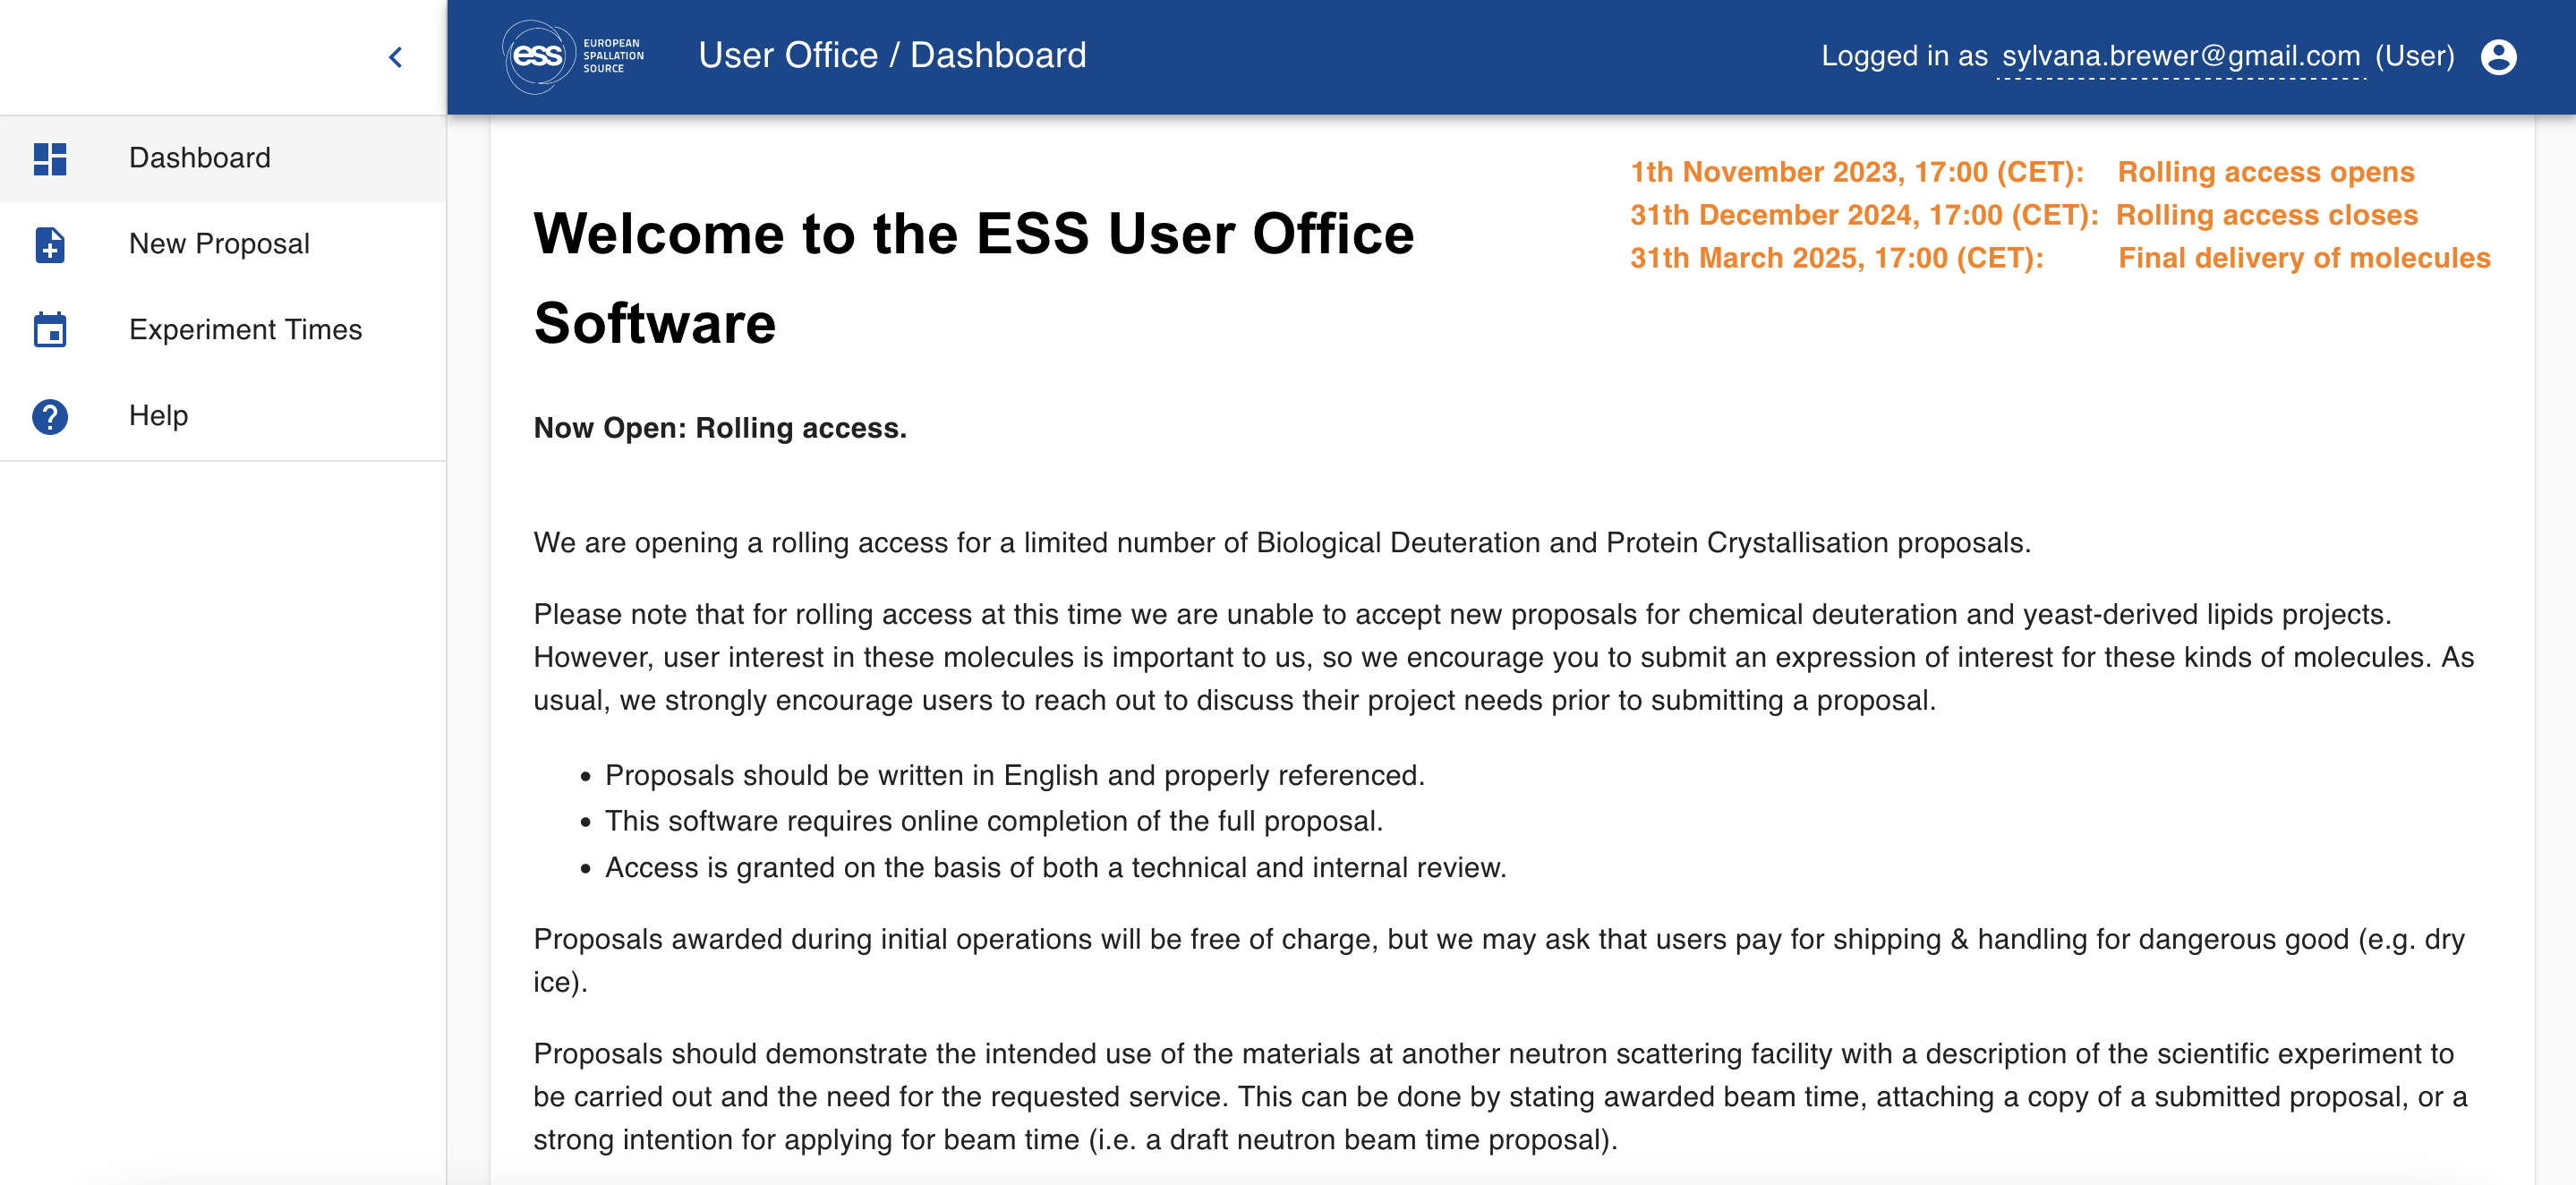 ess EUROPEAN
SPALLATION
SOURCE
User Office / Dashboard
Logged in as sylvana.brewer@gmail.com (User)
Dashboard
New Proposal
Experiment Times
Help
1th November 2023, 17:00 (CET): Rolling access opens
31th December 2024, 17:00 (CET): Rolling access closes
31th March 2025, 17:00 (CET): Final delivery of molecules
Welcome to the ESS User Office
Software
Now Open: Rolling access.
We are opening a rolling access for a limited number of Biological Deuteration and Protein Crystallisation proposals.
Please note that for rolling access at this time we are unable to accept new proposals for chemical deuteration and yeast-derived lipids projects.
However, user interest in these molecules is important to us, so we encourage you to submit an expression of interest for these kinds of molecules. As
usual, we strongly encourage users to reach out to discuss their project needs prior to submitting a proposal.
• Proposals should be written in English and properly referenced.
• This software requires online completion of the full proposal.
• Access is granted on the basis of both a technical and internal review.
Proposals awarded during initial operations will be free of charge, but we may ask that users pay for shipping & handling for dangerous good (e.g. dry
ice).
Proposals should demonstrate the intended use of the materials at another neutron scattering facility with a description of the scientific experiment to
be carried out and the need for the requested service. This can be done by stating awarded beam time, attaching a copy of a submitted proposal, or a
strong intention for applying for beam time (i.e. a draft neutron beam time proposal).